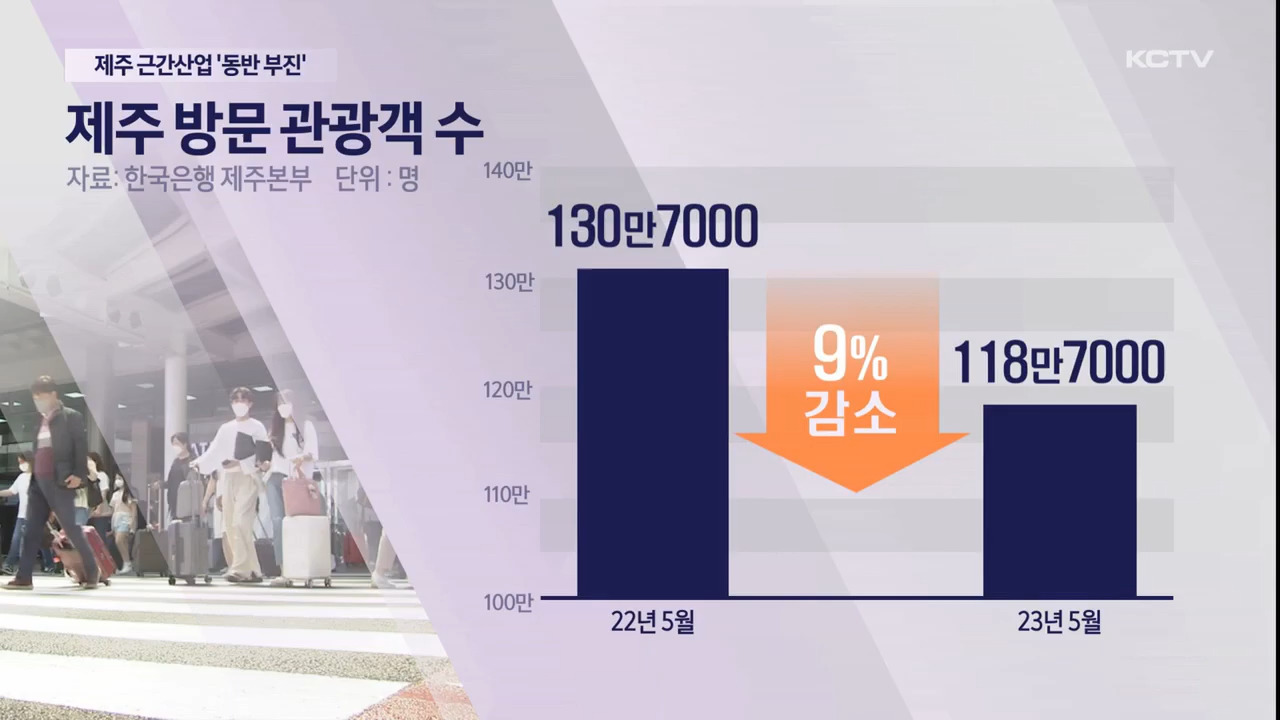 제주 근간산업 '동반 부진'
KCTV
제주 방문 관광객 수
자료: 한국은행 제주본부 단위 : 명
140만
130만7000
130만
9%
감소
118만7000
120만
110만
100만
22년 5월
23년 5월